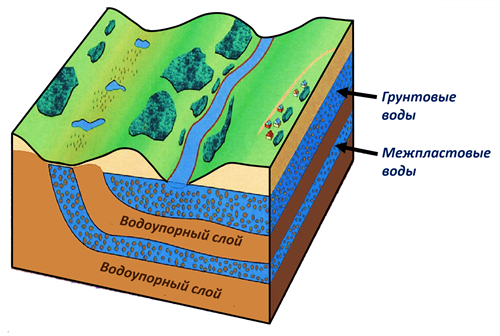 Грунтовые
воды
Межпластовые
воды
Водоупорный слой
Водоупорный слой